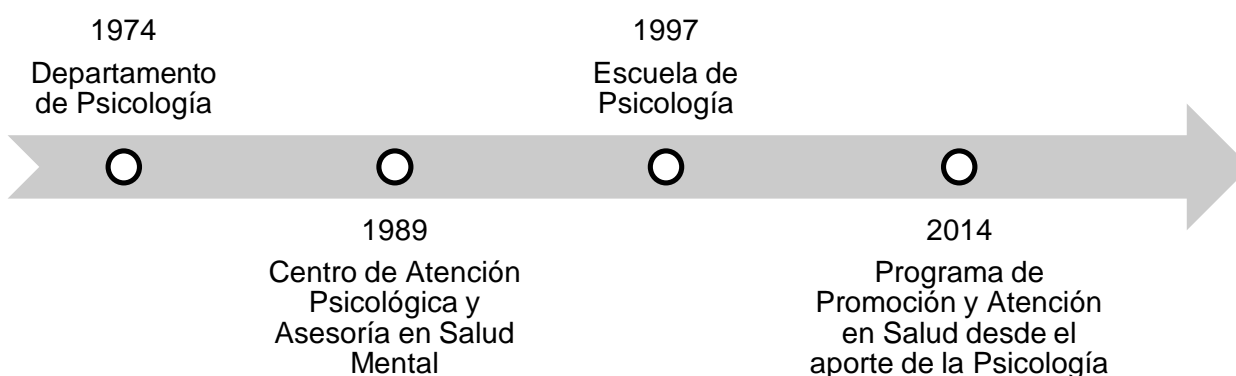 1974
Departamento
de Psicología
1997
Escuela de
Psicología
1989
Centro de Atención
Psicológica y
Asesoría en Salud
Mental
2014
Programa de
Promoción y Atención
en Salud desde el
aporte de la Psicología